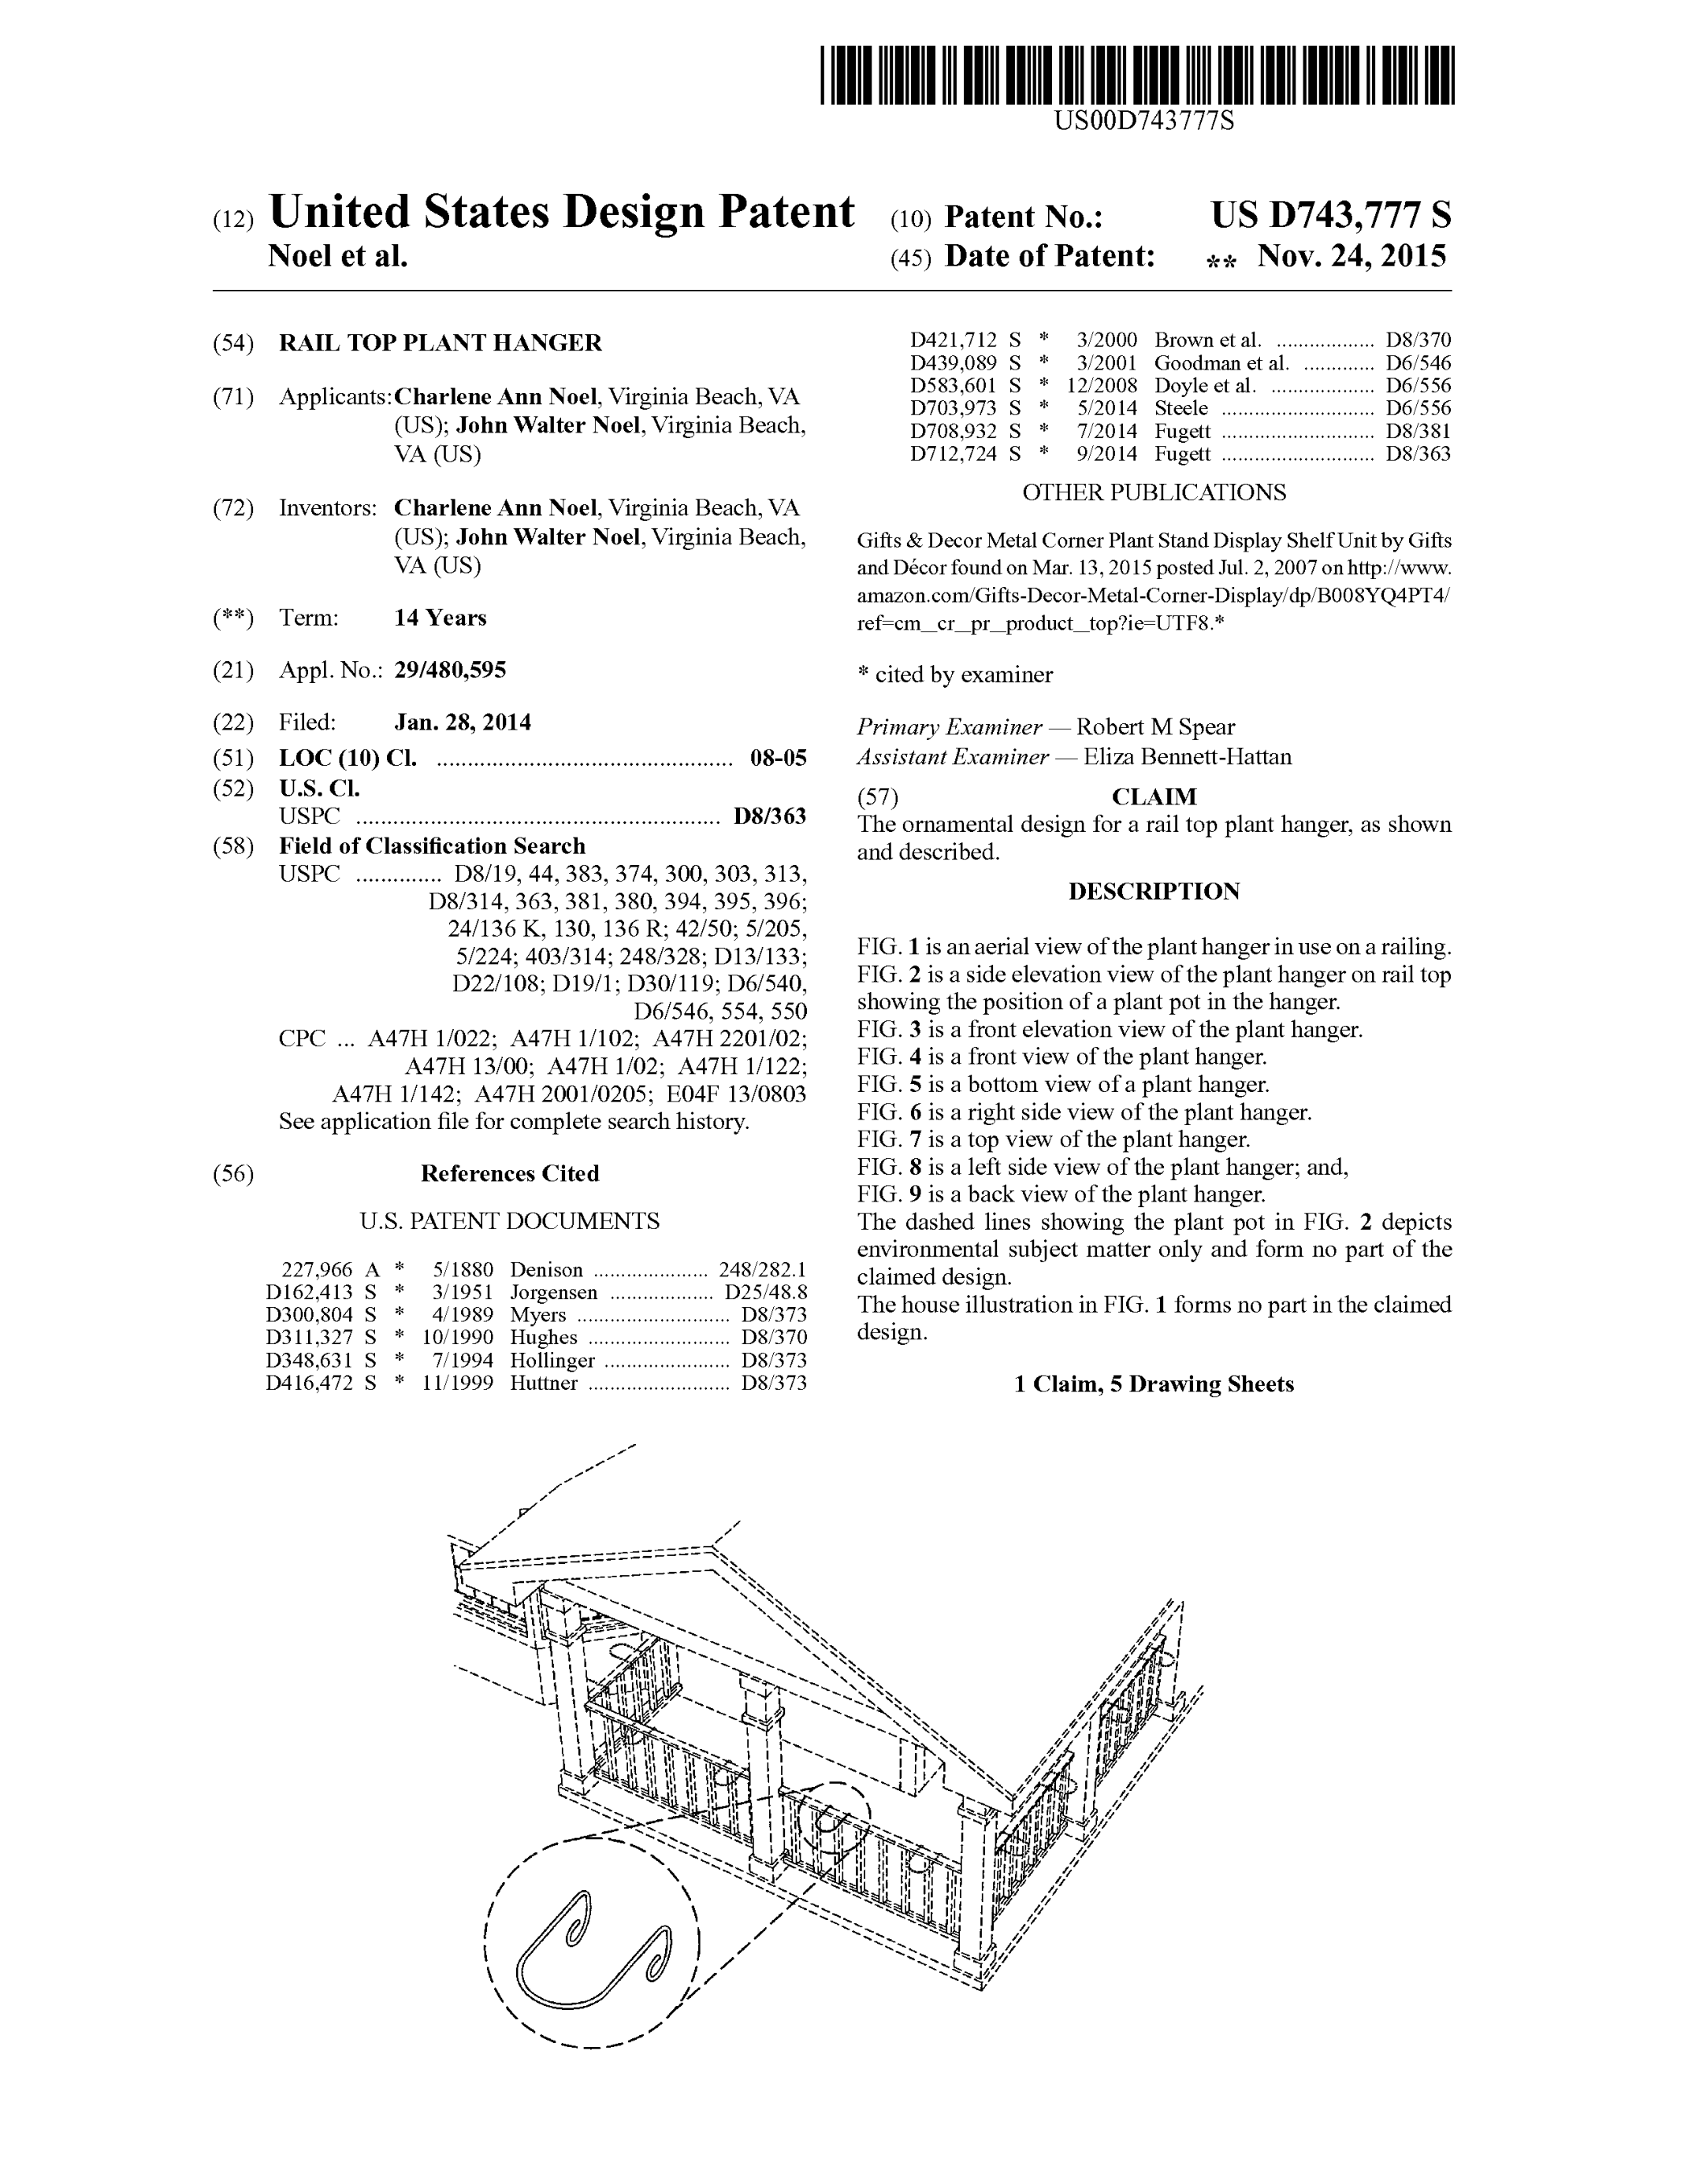 US00D743777S
(12) United States Design Patent
Noel et al.
(10) Patent No.: US D743,777 S
(45) Date of Patent: ** Nov. 24, 2015
(54) RAIL TOP PLANT HANGER
(71) Applicants: Charlene Ann Noel, Virginia Beach, VA
(US); John Walter Noel, Virginia Beach,
VA (US)
(72) Inventors: Charlene Ann Noel, Virginia Beach, VA
(US); John Walter Noel, Virginia Beach,
VA (US)
(**) Term: 14 Years
(21) Appl. No.: 29/480,595
(22) Filed: Jan. 28, 2014
(51) LOC (10) Cl. ................................................ 08-05
(52) U.S. Cl.
USPC ........................................................... D8/363
(58) Field of Classification Search
USPC .............. D8/19, 44, 383, 374, 300, 303, 313,
D8/314, 363, 381, 380, 394, 395, 396;
24/136 K, 130, 136 R; 42/50; 5/205,
5/224; 403/314; 248/328; D13/133;
D22/108; D19/1; D30/119; D6/540,
D6/546, 554, 550
CPC ... A47H 1/022; A47H 1/102; A47H 2201/02;
A47H 13/00; A47H 1/02; A47H 1/122;
A47H 1/142; A47H 2001/0205; E04F 13/0803
See application file for complete search history.
(56) References Cited
U.S. PATENT DOCUMENTS
227,966 A * 5/1880 Denison ..................... 248/282.1
D162,413 S * 3/1951 Jorgensen ................... D25/48.8
D300,804 S * 4/1989 Myers ............................ D8/373
D311,327 S * 10/1990 Hughes .......................... D8/370
D348,631 S * 7/1994 Hollinger ....................... D8/373
D416,472 S * 11/1999 Huttner .......................... D8/373
D421,712 S * 3/2000 Brown et al. .................. D8/370
D439,089 S * 3/2001 Goodman et al. ............. D6/546
D583,601 S * 12/2008 Doyle et al. ................... D6/556
D703,973 S * 5/2014 Steele ............................ D6/556
D708,932 S * 7/2014 Fugett ............................ D8/381
D712,724 S * 9/2014 Fugett ............................ D8/363
OTHER PUBLICATIONS
Gifts & Decor Metal Corner Plant Stand Display Shelf Unit by Gifts
and Décor found on Mar. 13, 2015 posted Jul. 2, 2007 on http://www.
amazon.com/Gifts-Decor-Metal-Corner-Display/dp/B008YQ4PT4/
ref=cm_cr_pr_product_top?ie=UTF8.*
* cited by examiner
Primary Examiner — Robert M Spear
Assistant Examiner — Eliza Bennett-Hattan
(57) CLAIM
The ornamental design for a rail top plant hanger, as shown
and described.
DESCRIPTION
FIG. 1 is an aerial view of the plant hanger in use on a railing.
FIG. 2 is a side elevation view of the plant hanger on rail top
showing the position of a plant pot in the hanger.
FIG. 3 is a front elevation view of the plant hanger.
FIG. 4 is a front view of the plant hanger.
FIG. 5 is a bottom view of a plant hanger.
FIG. 6 is a right side view of the plant hanger.
FIG. 7 is a top view of the plant hanger.
FIG. 8 is a left side view of the plant hanger; and,
FIG. 9 is a back view of the plant hanger.
The dashed lines showing the plant pot in FIG. 2 depicts
environmental subject matter only and form no part of the
claimed design.
The house illustration in FIG. 1 forms no part in the claimed
design.
1 Claim, 5 Drawing Sheets